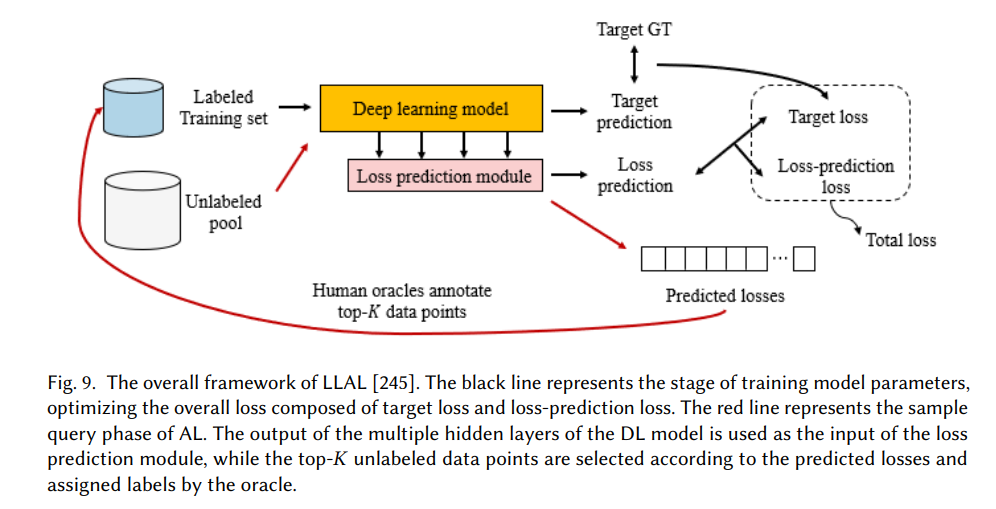 Target GT
Labeled
Training set
Deep learning model
Target
prediction
Target loss
Loss prediction module
Loss
prediction
Loss-prediction
loss
Unlabeled
pool
Total loss
...
Predicted losses
Human oracles annotate
top-K data points
Fig. 9. The overall framework of LLAL [245]. The black line represents the stage of training model parameters,
optimizing the overall loss composed of target loss and loss-prediction loss. The red line represents the sample
query phase of AL. The output of the multiple hidden layers of the DL model is used as the input of the loss
prediction module, while the top-K unlabeled data points are selected according to the predicted losses and
assigned labels by the oracle.